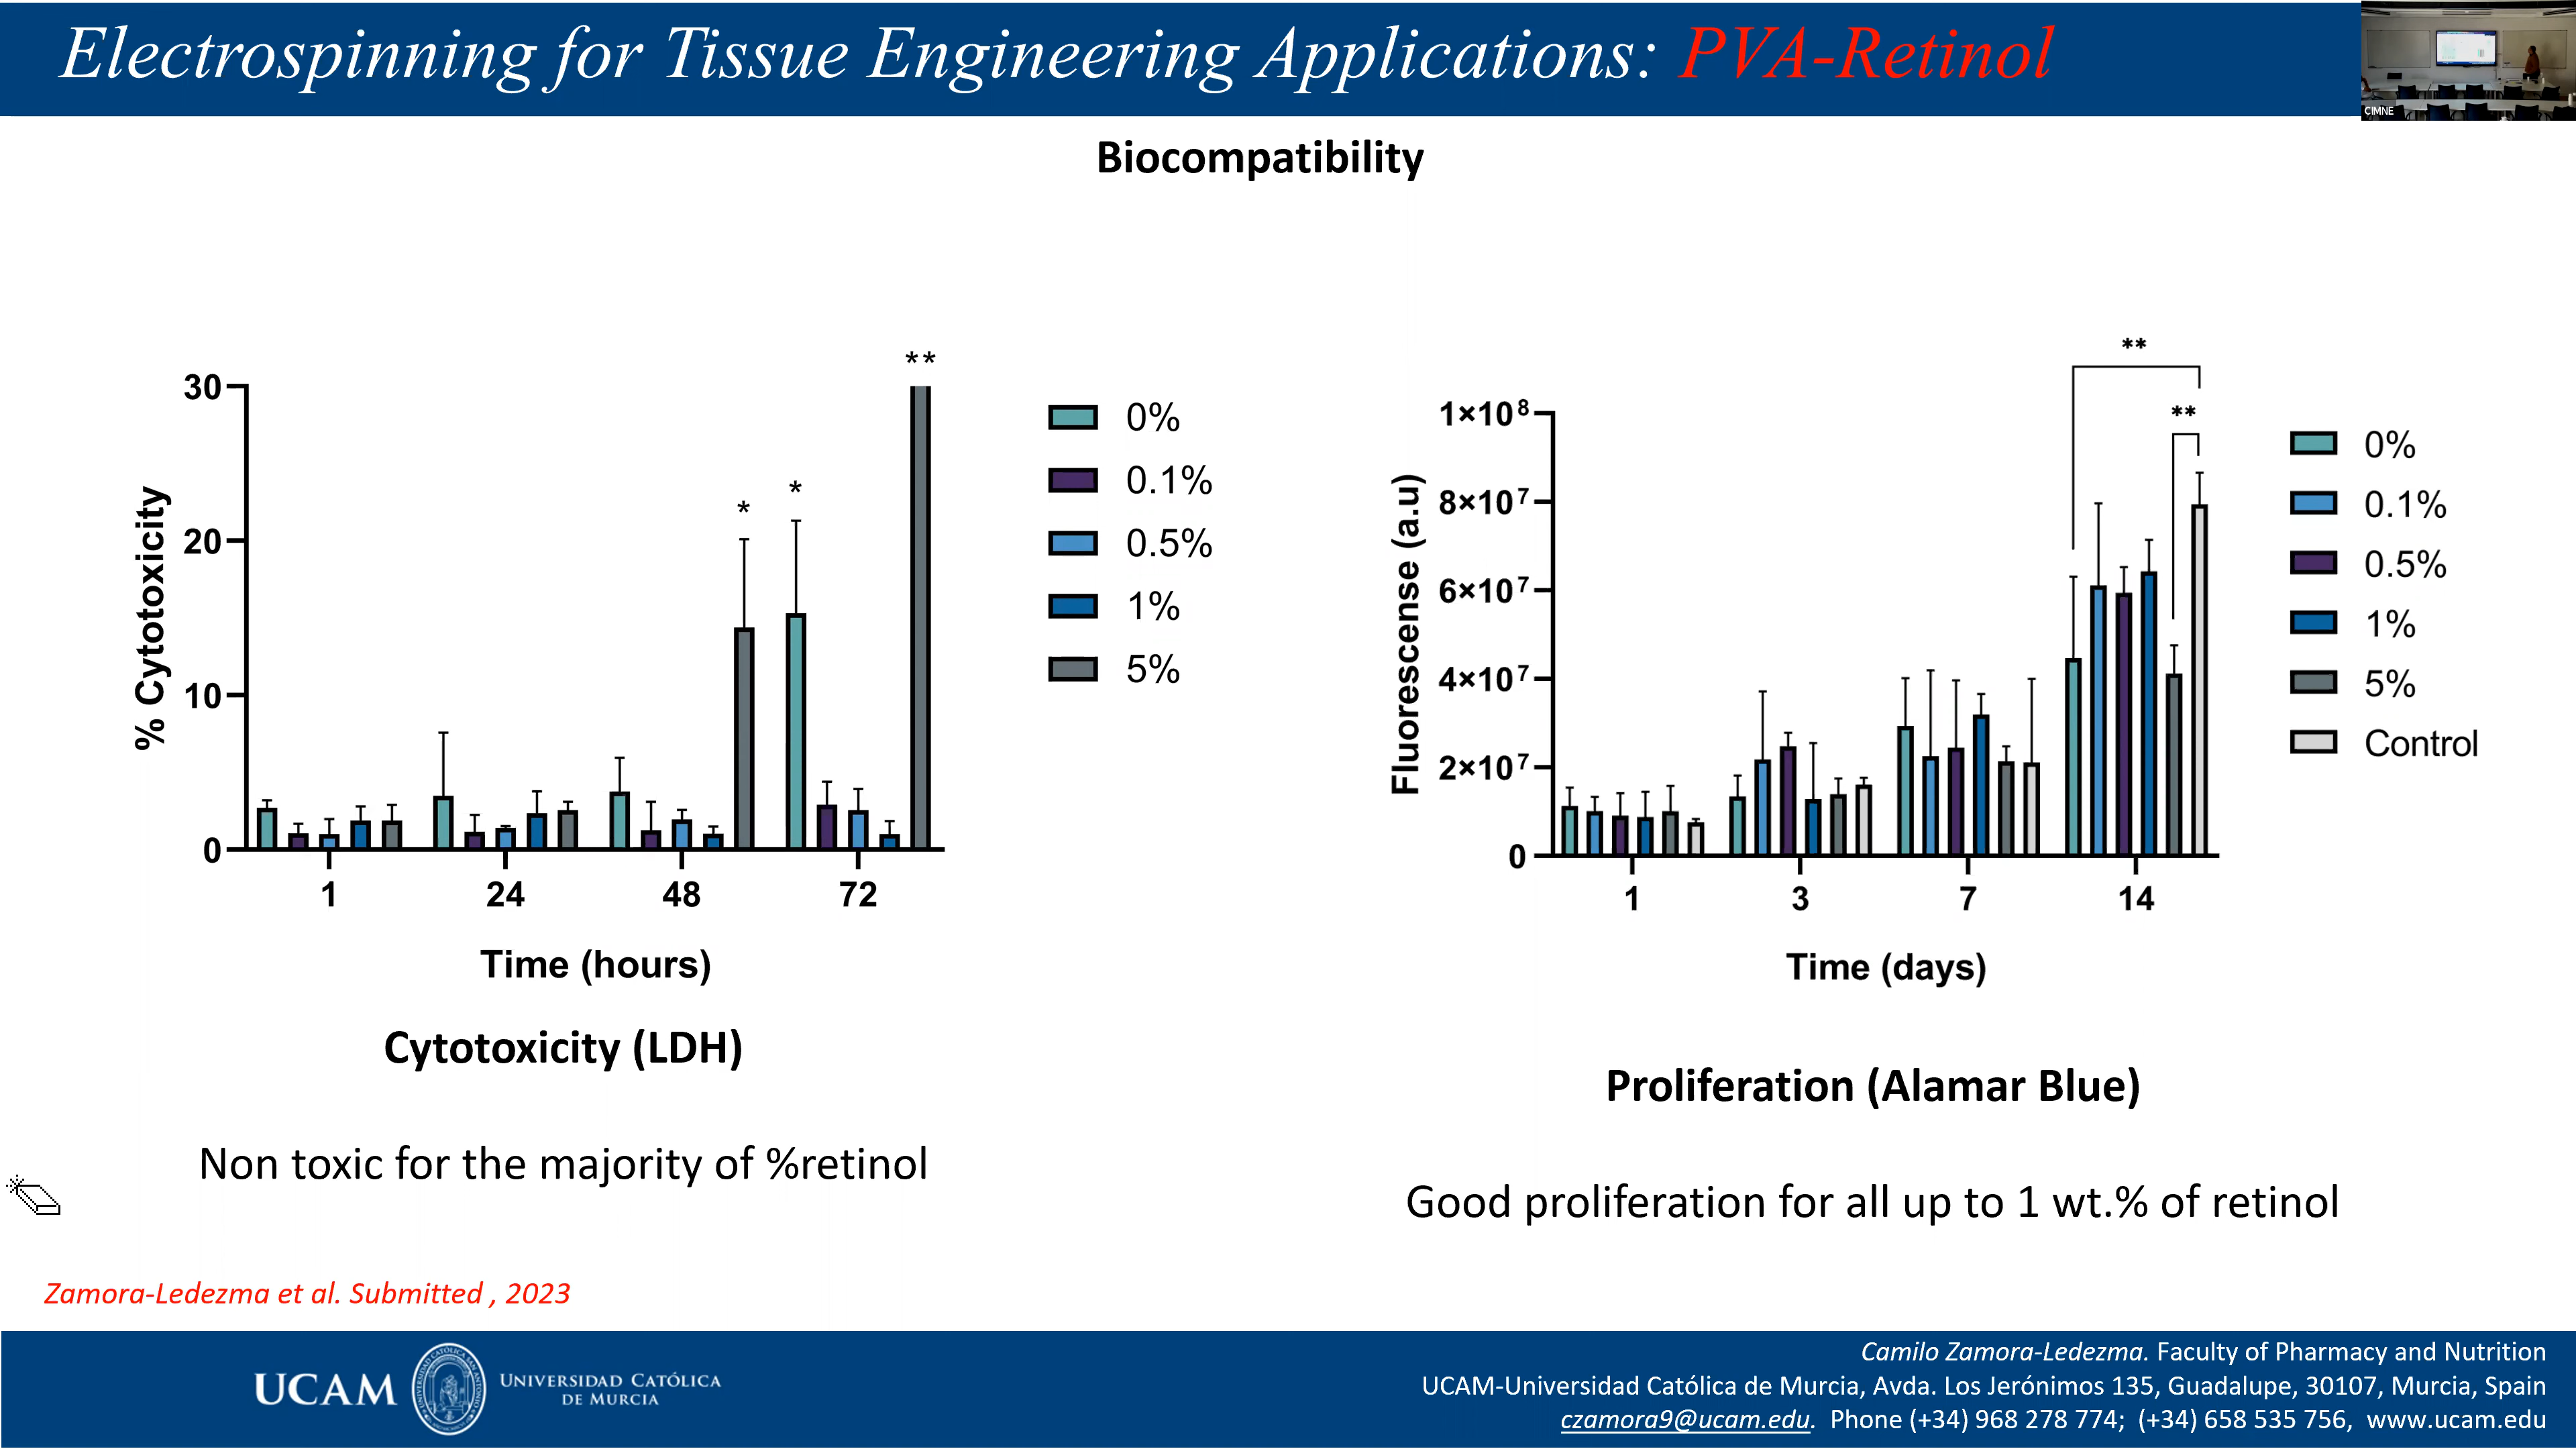 Electrospinning for Tissue Engineering Applications: PVA-Retinol
CIMNE
Biocompatibility
**
*
*
30
20
10
0
% Cytotoxicity
1 24 48 72
Time (hours)
0%
0.1%
0.5%
1%
5%
Cytotoxicity (LDH)
Non toxic for the majority of %retinol
**
**
1×10⁸
8×10⁷
6×10⁷
4×10⁷
2×10⁷
0
Fluorescense (a.u)
1 3 7 14
Time (days)
0%
0.1%
0.5%
1%
5%
Control
Proliferation (Alamar Blue)
Good proliferation for all up to 1 wt.% of retinol
Zamora-Ledezma et al. Submitted , 2023
UCAM
UNIVERSIDAD CATÓLICA
DE MURCIA
Camilo Zamora-Ledezma. Faculty of Pharmacy and Nutrition
UCAM-Universidad Católica de Murcia, Avda. Los Jerónimos 135, Guadalupe, 30107, Murcia, Spain
czamora9@ucam.edu. Phone (+34) 968 278 774; (+34) 658 535 756, www.ucam.edu